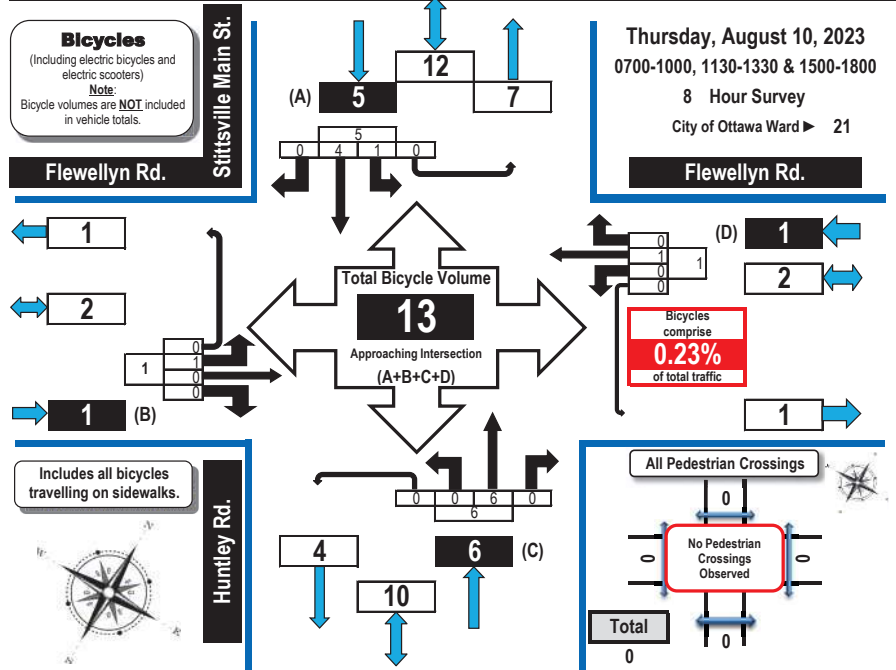 Bicycles
(Including electric bicycles and
electric scooters)
Note:
Bicycle volumes are NOT included
in vehicle totals.
Stittsville Main St.
Flewellyn Rd.
12
(A) 5
7
5
0 4 1 0
Thursday, August 10, 2023
0700-1000, 1130-1330 & 1500-1800
8 Hour Survey
City of Ottawa Ward ► 21
Flewellyn Rd.
1
2
1
0
1
0
0
1 (B)
Total Bicycle Volume
13
Approaching Intersection
(A+B+C+D)
0
1
0
0
1
(D) 1
2
Bicycles
comprise
0.23%
of total traffic
1
Includes all bicycles
travelling on sidewalks.
N
E
S
W
Huntley Rd.
0 0 6 0
6
4
6 (C)
10
All Pedestrian Crossings
0
0
No Pedestrian
Crossings
Observed
0
0
Total
0